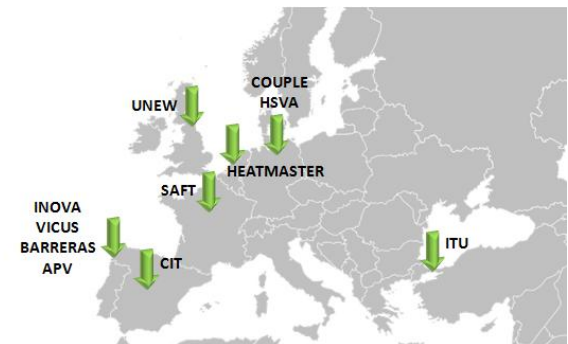 COUPLE
HSVA
UNEW
HEATMASTER
SAFT
INOVA
VICUS
BARRERAS
APV
CIT
ITU